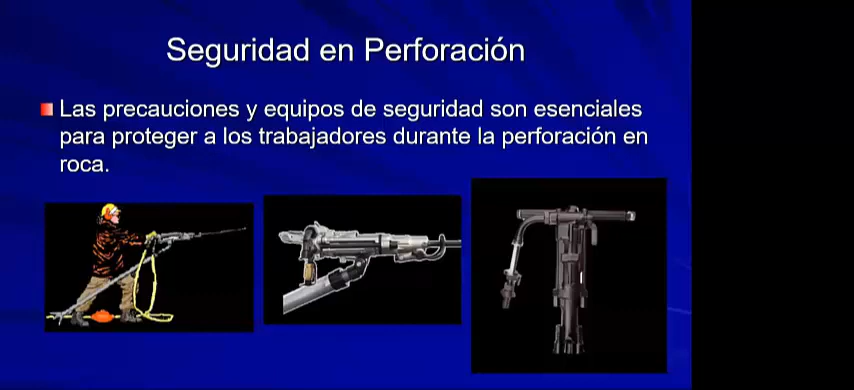 Seguridad en Perforación
Las precauciones y equipos de seguridad son esenciales
para proteger a los trabajadores durante la perforación en
roca.